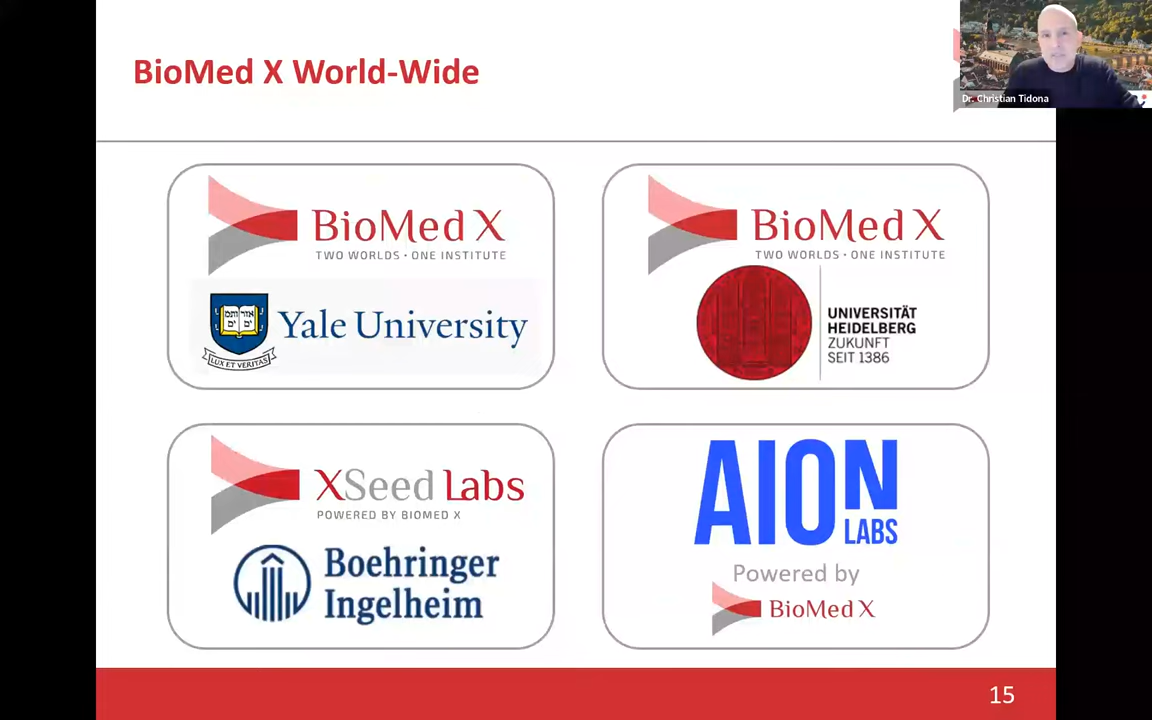 BioMed X World-Wide
Dr. Christian Tidona
BioMed X
TWO WORLDS · ONE INSTITUTE
Yale University
LUX ET VERITAS
BioMed X
TWO WORLDS · ONE INSTITUTE
UNIVERSITÄT
HEIDELBERG
ZUKUNFT
SEIT 1386
XSeed Labs
POWERED BY BIOMED X
Boehringer
Ingelheim
AION
LABS
Powered by
BioMed X
15